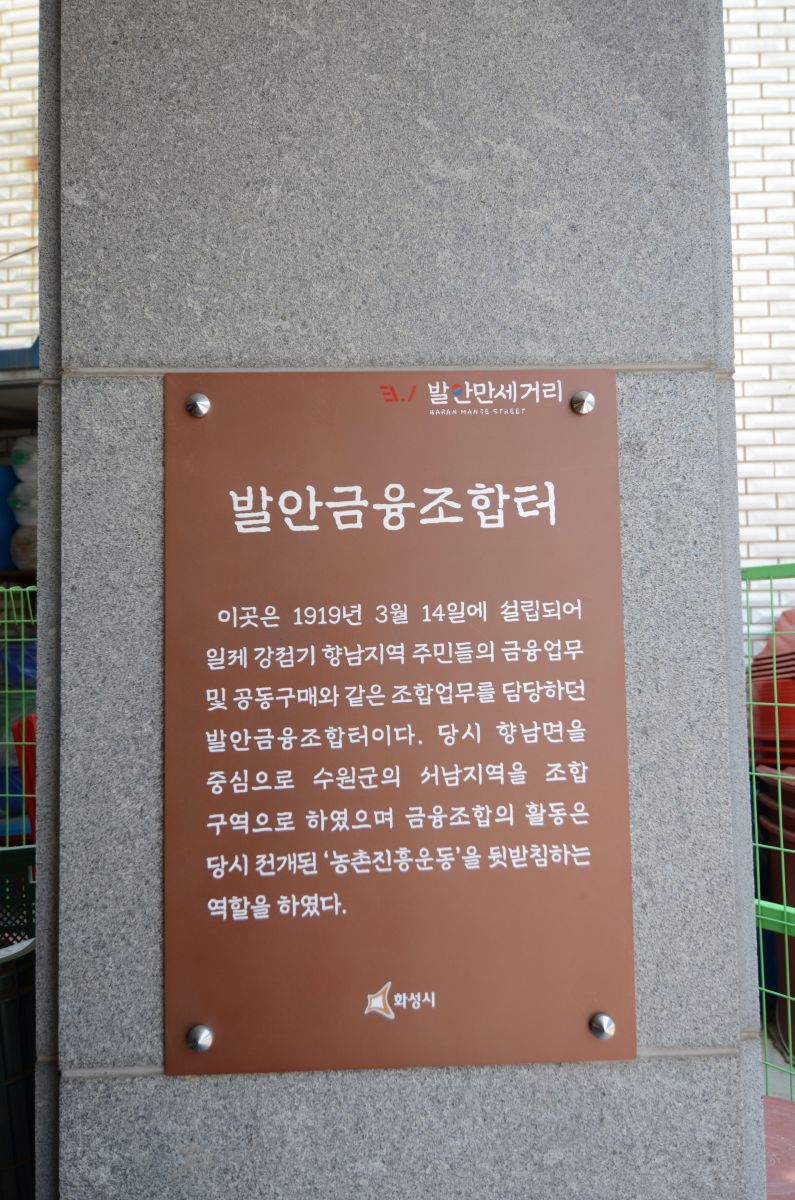 발안만세거리
BARAN MANSE STREET
발안금융조합터
이곳은 1919년 3월 14일에 설립되어
일제 강점기 향남지역 주민들의 금융업무
및 공동구매와 같은 조합업무를 담당하던
발안금융조합터이다. 당시 향남면을
중심으로 수원군의 서남지역을 조합
구역으로 하였으며 금융조합의 활동은
당시 전개된 '농촌진흥운동'을 뒷받침하는
역할을 하였다.
화성시